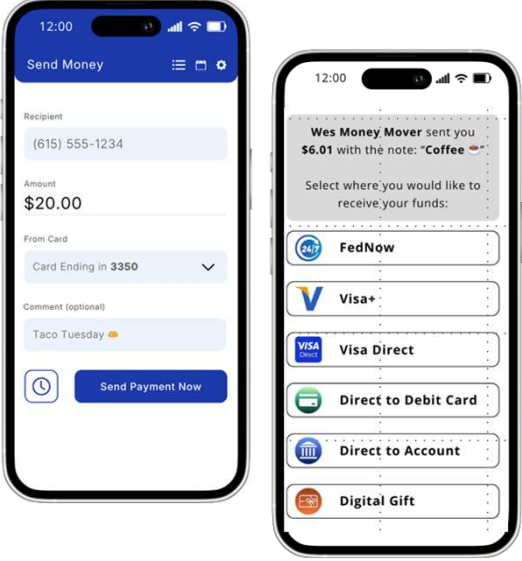 12:00
Send Money
Recipient
(615) 555-1234
Amount
$20.00
From Card
Card Ending in 3350
Comment (optional)
Taco Tuesday 🌮
Send Payment Now
12:00
Wes Money Mover sent you
$6.01 with the note: “Coffee ☕“
Select where you would like to
receive your funds:
24/7
FedNow
Visa+
VISA
Direct
Visa Direct
Direct to Debit Card
Direct to Account
Digital Gift